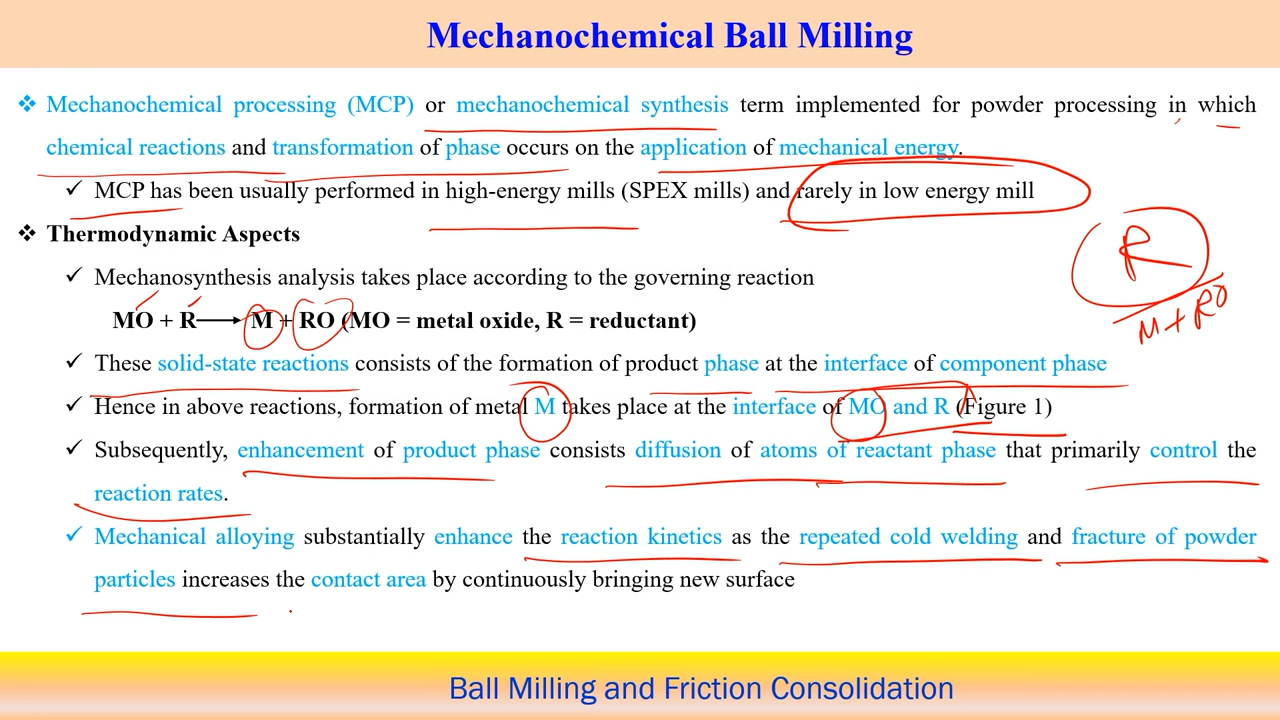 Mechanochemical Ball Milling
❖ Mechanochemical processing (MCP) or mechanochemical synthesis term implemented for powder processing in which
chemical reactions and transformation of phase occurs on the application of mechanical energy.
✓ MCP has been usually performed in high-energy mills (SPEX mills) and rarely in low energy mill
❖ Thermodynamic Aspects
✓ Mechanosynthesis analysis takes place according to the governing reaction
MO + R → M + RO (MO = metal oxide, R = reductant)
R
M + RO
✓ These solid-state reactions consists of the formation of product phase at the interface of component phase
✓ Hence in above reactions, formation of metal M takes place at the interface of MO and R (Figure 1)
✓ Subsequently, enhancement of product phase consists diffusion of atoms of reactant phase that primarily control the
reaction rates.
✓ Mechanical alloying substantially enhance the reaction kinetics as the repeated cold welding and fracture of powder
particles increases the contact area by continuously bringing new surface
Ball Milling and Friction Consolidation